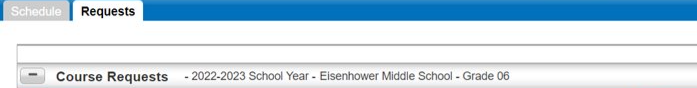 Schedule Requests
Course Requests - 2022-2023 School Year - Eisenhower Middle School - Grade 06